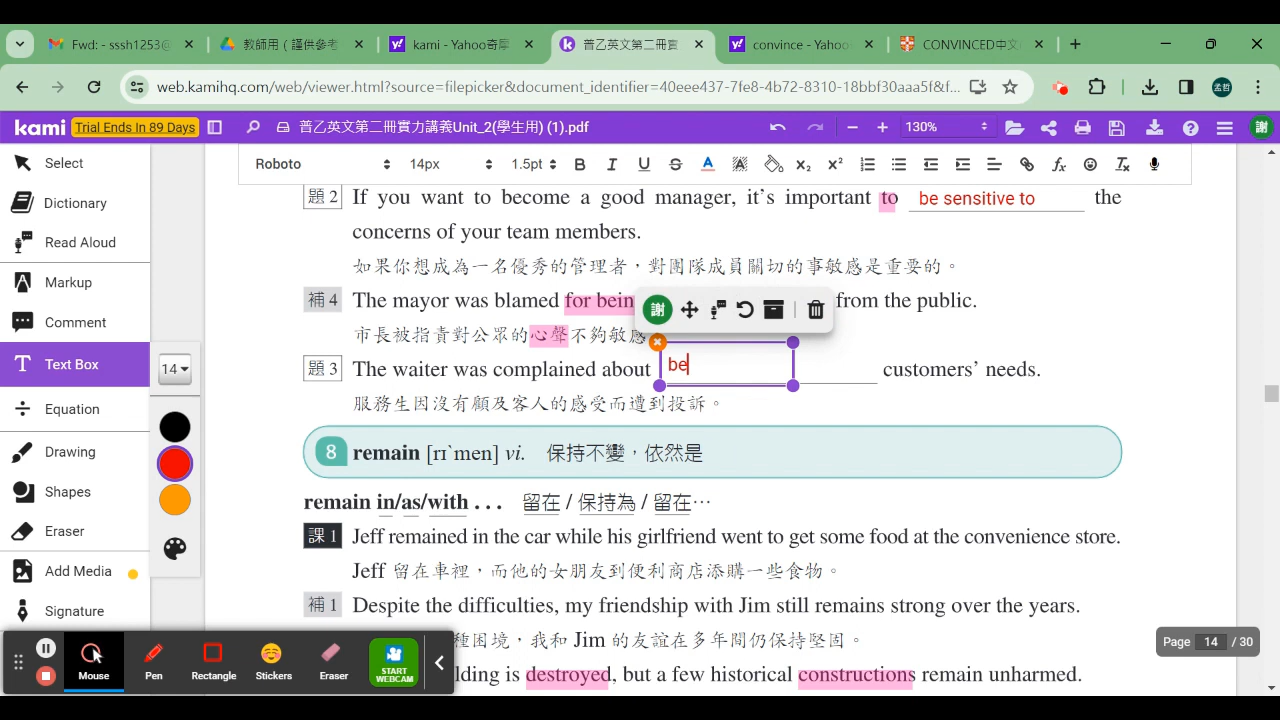 Fwd: - sssh1253@
教師用（謹供參考
kami - Yahoo奇摩
普乙英文第二冊實
convince - Yahoo
CONVINCED中文
web.kamihq.com/web/viewer.html?source=filepicker&document_identifier=40eee437-7fe8-4b72-8310-18bbf30aaa5f&f...
孟哲
kami Trial Ends In 89 Days 普乙英文第二冊實力講義Unit_2(學生用) (1).pdf 130% 謝
Select
Dictionary
Read Aloud
Markup
Comment
Text Box
Equation
Drawing
Shapes
Eraser
Add Media
Signature
Roboto 14px 1.5pt B I U S A
14
題 2 If you want to become a good manager, it's important to be sensitive to the
concerns of your team members.
如果你想成為一名優秀的管理者，對團隊成員關切的事敏感是重要的。
補 4 The mayor was blamed for being from the public.
謝
市長被指責對公眾的心聲不夠敏感
題 3 The waiter was complained about be customers' needs.
服務生因沒有顧及客人的感受而遭到投訴。
8 remain [rɪˋmen] vi. 保持不變，依然是
remain in/as/with . . . 留在 / 保持為 / 留在…
課 1 Jeff remained in the car while his girlfriend went to get some food at the convenience store.
Jeff 留在車裡，而他的女朋友到便利商店添購一些食物。
補 1 Despite the difficulties, my friendship with Jim still remains strong over the years.
種困境，我和 Jim 的友誼在多年間仍保持堅固。
lding is destroyed, but a few historical constructions remain unharmed.
Page 14 / 30
Mouse
Pen
Rectangle
Stickers
Eraser
START
WEBCAM